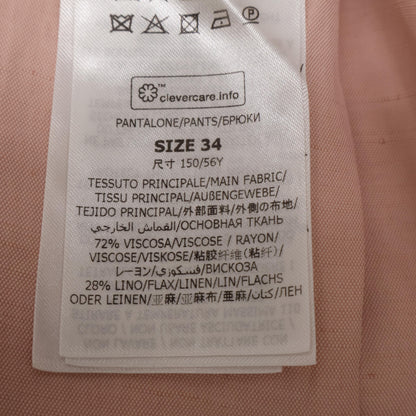 clevercare.info
PANTALONE/PANTS/БРЮКИ
SIZE 34
尺寸 150/56Y
TESSUTO PRINCIPALE/MAIN FABRIC/
TISSU PRINCIPAL/AUßENGEWEBE/
TEJIDO PRINCIPAL/外部面料/外側の布地/
القماش الخارجي/ОСНОВНАЯ ТКАНЬ
72% VISCOSA/VISCOSE / RAYON/
VISCOSE/VISKOSE/粘胶纤维(粘纤)/
レーヨン/فسكوزي/ВИСКОЗА
28% LINO/FLAX/LINEN/LIN/FLACHS
ODER LEINEN/亚麻/亚麻布/亜麻/كتان/ЛЕН